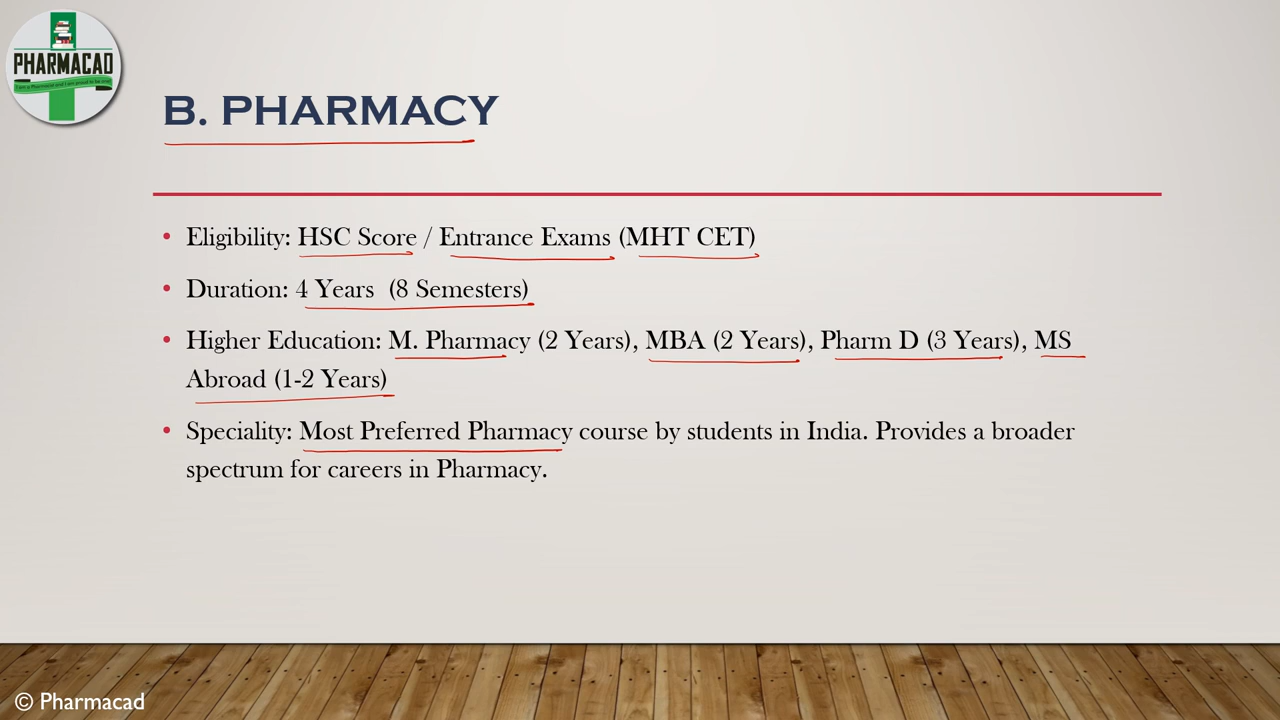 PHARMACAD
B. PHARMACY
• Eligibility: HSC Score / Entrance Exams (MHT CET)
• Duration: 4 Years (8 Semesters)
• Higher Education: M. Pharmacy (2 Years), MBA (2 Years), Pharm D (3 Years), MS
Abroad (1-2 Years)
• Speciality: Most Preferred Pharmacy course by students in India. Provides a broader
spectrum for careers in Pharmacy.
© Pharmacad